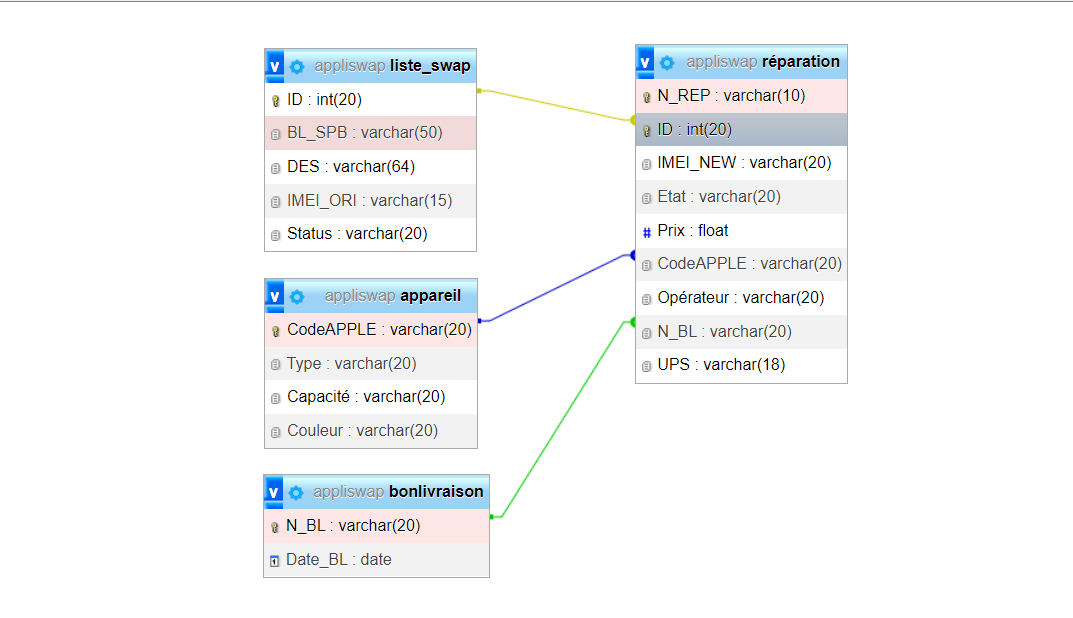 v appliswap liste_swap
ID : int(20)
BL_SPB : varchar(50)
DES : varchar(64)
IMEI_ORI : varchar(15)
Status : varchar(20)
v appliswap appareil
CodeAPPLE : varchar(20)
Type : varchar(20)
Capacité : varchar(20)
Couleur : varchar(20)
v appliswap bonlivraison
N_BL : varchar(20)
Date_BL : date
v appliswap réparation
N_REP : varchar(10)
ID : int(20)
IMEI_NEW : varchar(20)
Etat : varchar(20)
# Prix : float
CodeAPPLE : varchar(20)
Opérateur : varchar(20)
N_BL : varchar(20)
UPS : varchar(18)